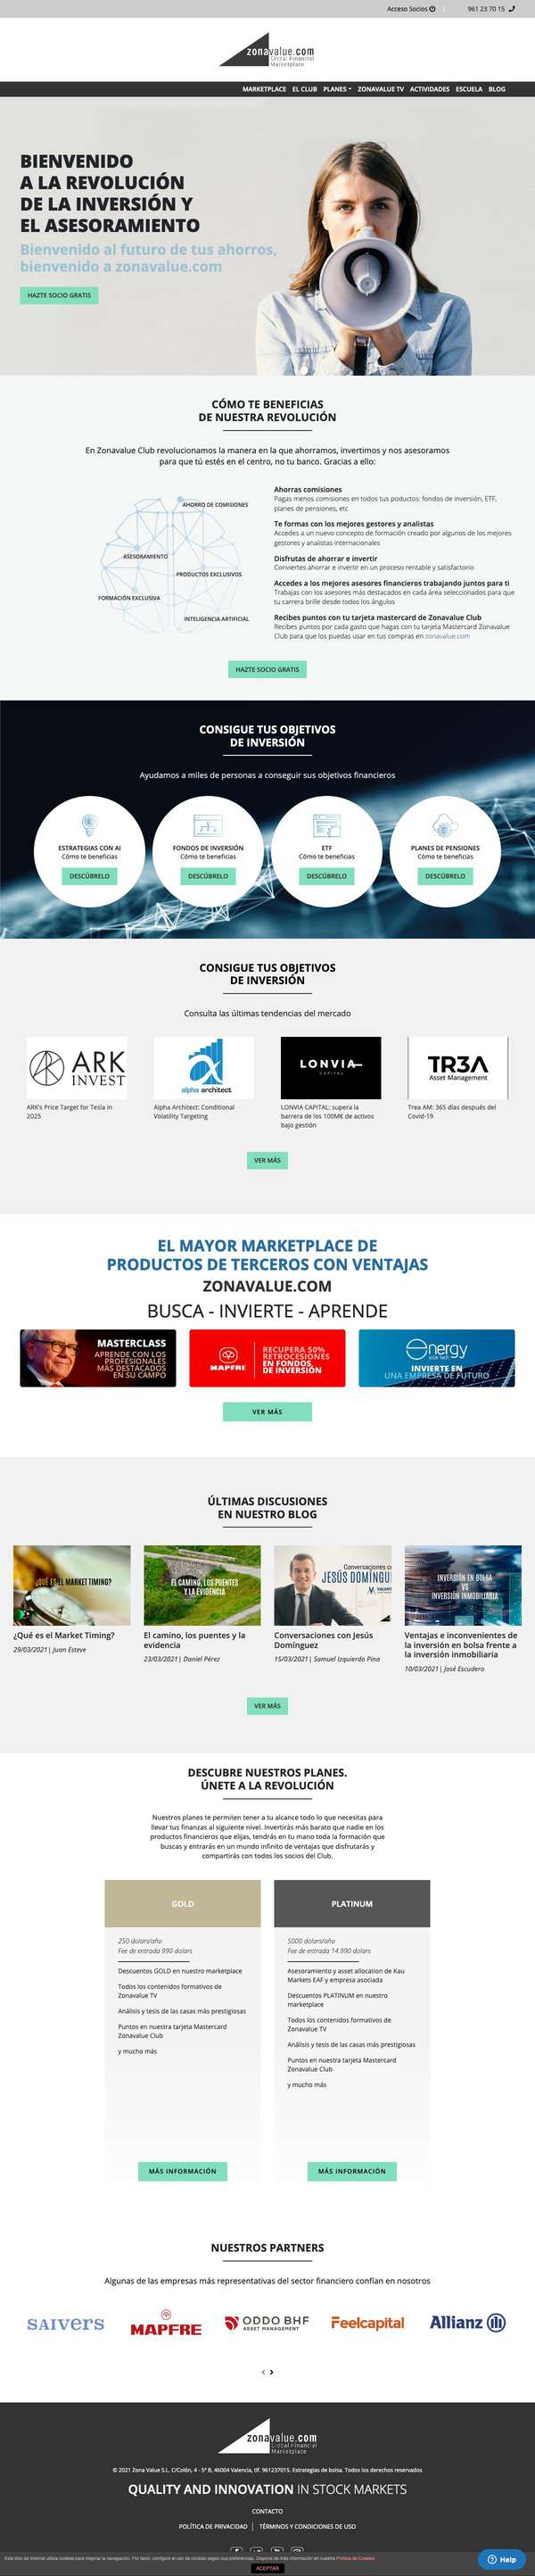 Acceso Socios
961 23 70 15
zonavalue.com
Global Financial
Marketplace
MARKETPLACE EL CLUB PLANES ZONAVALUE TV ACTIVIDADES ESCUELA BLOG
BIENVENIDO
A LA REVOLUCIÓN
DE LA INVERSIÓN Y
EL ASESORAMIENTO
Bienvenido al futuro de tus ahorros,
bienvenido a zonavalue.com
HAZTE SOCIO GRATIS
CÓMO TE BENEFICIAS
DE NUESTRA REVOLUCIÓN
En Zonavalue Club revolucionamos la manera en la que ahorramos, invertimos y nos asesoramos
para que tú estés en el centro, no tu banco. Gracias a ello:
AHORRO DE COMISIONES
ASESORAMIENTO
PRODUCTOS EXCLUSIVOS
FORMACIÓN EXCLUSIVA
INTELIGENCIA ARTIFICIAL
Ahorras comisiones
Pagas menos comisiones en todos tus poductos: fondos de inversión, ETF,
planes de pensiones, etc
Te formas con los mejores gestores y analistas
Accedes a un nuevo concepto de formación creado por algunos de los mejores
gestores y analistas internacionales
Disfrutas de ahorrar e invertir
Conviertes ahorrar e invertir en un proceso rentable y satisfactorio
Accedes a los mejores asesores financieros trabajando juntos para ti
Trabajas con los asesores más destacados en cada área seleccionados para que
tu carrera brille desde todos los ángulos
Recibes puntos con tu tarjeta mastercard de Zonavalue Club
Recibes puntos por cada gasto que hagas con tu tarjeta Mastercard Zonavalue
Club para que los puedas usar en tus compras en zonavalue.com
HAZTE SOCIO GRATIS
CONSIGUE TUS OBJETIVOS
DE INVERSIÓN
Ayudamos a miles de personas a conseguir sus objetivos financieros
ESTRATEGIAS CON AI
Cómo te beneficias
DESCÚBRELO
FONDOS DE INVERSIÓN
Cómo te beneficias
DESCÚBRELO
ETF
Cómo te beneficias
DESCÚBRELO
PLANES DE PENSIONES
Cómo te beneficias
DESCÚBRELO
CONSIGUE TUS OBJETIVOS
DE INVERSIÓN
Consulta las últimas tendencias del mercado
ARK
INVEST
alpha architect
LONVIA
CAPITAL
TR3Λ
Asset Management
ARK's Price Target for Tesla in
2025
Alpha Architect: Conditional
Volatility Targeting
LONVIA CAPITAL: supera la
barrera de los 100M€ de activos
bajo gestión
Trea AM: 365 días después del
Covid-19
VER MÁS
EL MAYOR MARKETPLACE DE
PRODUCTOS DE TERCEROS CON VENTAJAS
ZONAVALUE.COM
BUSCA - INVIERTE - APRENDE
MASTERCLASS
APRENDE CON LOS
PROFESIONALES
MÁS DESTACADOS
EN SU CAMPO
MAPFRE
RECUPERA 50%
RETROCESIONES
EN FONDOS
DE INVERSIÓN
energy
solar tech
INVIERTE EN
UNA EMPRESA DE FUTURO
VER MÁS
ÚLTIMAS DISCUSIONES
EN NUESTRO BLOG
¿QUÉ ES EL MARKET TIMING?
EL CAMINO, LOS PUENTES
Y LA EVIDENCIA
Conversaciones co
JESÚS DOMÍNGU
INVERSIÓN EN BOLSA
VS
INVERSIÓN INMOBILIARIA
¿Qué es el Market Timing?
29/03/2021 | Juan Esteve
El camino, los puentes y la
evidencia
23/03/2021 | Daniel Pérez
Conversaciones con Jesús
Domínguez
15/03/2021 | Samuel Izquierdo Pina
Ventajas e inconvenientes de
la inversión en bolsa frente a
la inversión inmobiliaria
10/03/2021 | José Escudero
VER MÁS
DESCUBRE NUESTROS PLANES.
ÚNETE A LA REVOLUCIÓN
Nuestros planes te permiten tener a tu alcance todo lo que necesitas para
llevar tus finanzas al siguiente nivel. Invertirás más barato que nadie en los
productos financieros que elijas, tendrás en tu mano toda la formación que
buscas y entrarás en un mundo infinito de ventajas que disfrutarás y
compartirás con todos los socios del Club.
GOLD
250 dolars/año
Fee de entrada 990 dolars
Descuentos GOLD en nuestro marketplace
Todos los contenidos formativos de
Zonavalue TV
Análisis y tesis de las casas más prestigiosas
Puntos en nuestra tarjeta Mastercard
Zonavalue Club
y mucho más
MÁS INFORMACIÓN
PLATINUM
5000 dolars/año
Fee de entrada 14.990 dolars
Asesoramiento y asset allocation de Kau
Markets EAF y empresa asociada
Descuentos PLATINUM en nuestro
marketplace
Todos los contenidos formativos de
Zonavalue TV
Análisis y tesis de las casas más prestigiosas
Puntos en nuestra tarjeta Mastercard
Zonavalue Club
y mucho más
MÁS INFORMACIÓN
NUESTROS PARTNERS
Algunas de las empresas más representativas del sector financiero confían en nosotros
SAIVERS
MAPFRE
ODDO BHF
ASSET MANAGEMENT
Feelcapital
Allianz
zonavalue.com
Global Financial
Marketplace
© 2021 Zona Value S.L. C/Colón, 4 - 5º B, 46004 Valencia, tlf. 961237015. Estrategias de bolsa. Todos los derechos reservados
QUALITY AND INNOVATION IN STOCK MARKETS
CONTACTO
POLÍTICA DE PRIVACIDAD | TÉRMINOS Y CONDICIONES DE USO
Este sitio de Internet utiliza cookies para mejorar la navegación. Por favor, configure el uso de cookies según sus preferencias. Dispone de más información en nuestra Política de Cookies
ACEPTAR
Help